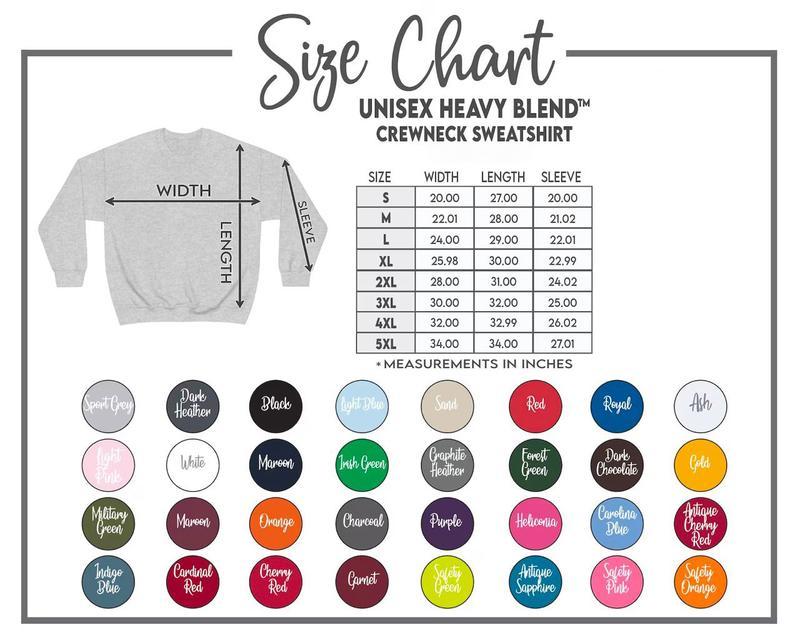 Size Chart
UNISEX HEAVY BLEND™
CREWNECK SWEATSHIRT
WIDTH
LENGTH
SLEEVE
SIZE WIDTH LENGTH SLEEVE
S 20.00 27.00 20.00
M 22.01 28.00 21.02
L 24.00 29.00 22.01
XL 25.98 30.00 22.99
2XL 28.00 31.00 24.02
3XL 30.00 32.00 25.00
4XL 32.00 32.99 26.02
5XL 34.00 34.00 27.01
*MEASUREMENTS IN INCHES
Sport Grey
Dark
Heather
Black
Light Blue
Sand
Red
Royal
Ash
Light
Pink
White
Maroon
Irish Green
Graphite
Heather
Forest
Green
Dark
Chocolate
Gold
Military
Green
Maroon
Orange
Charcoal
Purple
Heliconia
Carolina
Blue
Antique
Cherry
Red
Indigo
Blue
Cardinal
Red
Cherry
Red
Garnet
Safety
Green
Antique
Sapphire
Safety
Pink
Safety
Orange